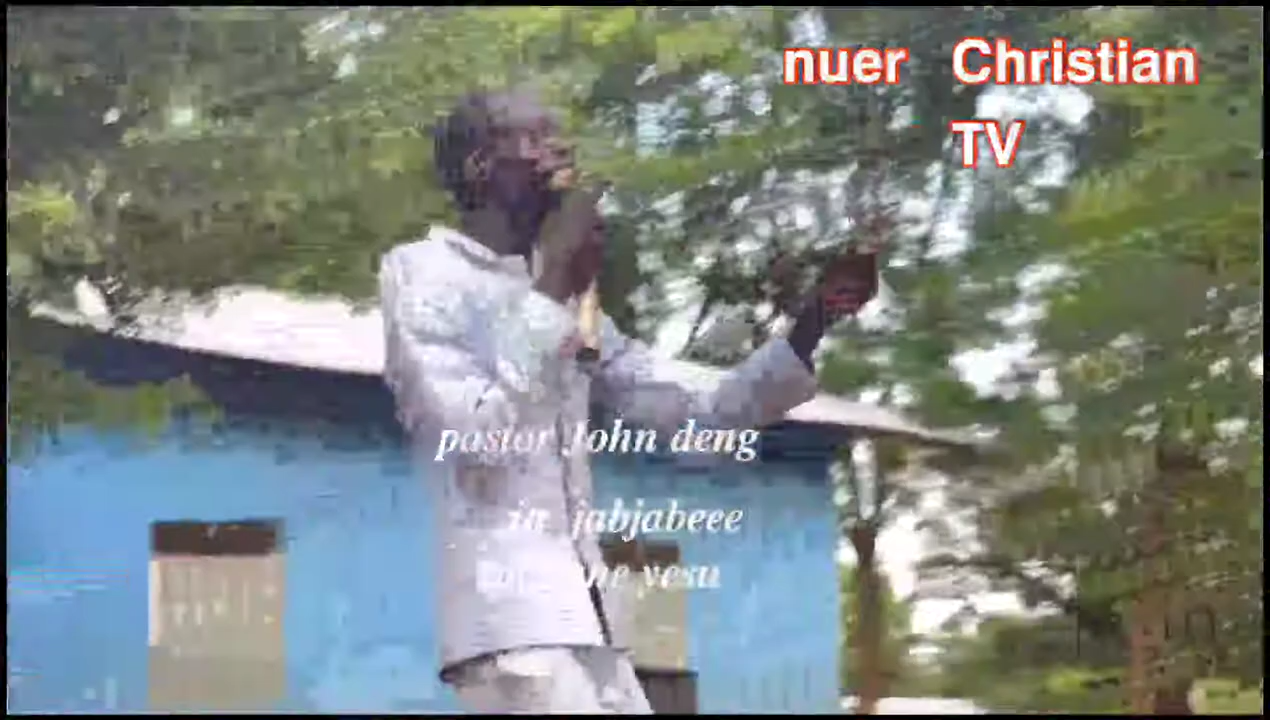 nuer Christian
TV
pastor John deng
jabjabeee
yesu